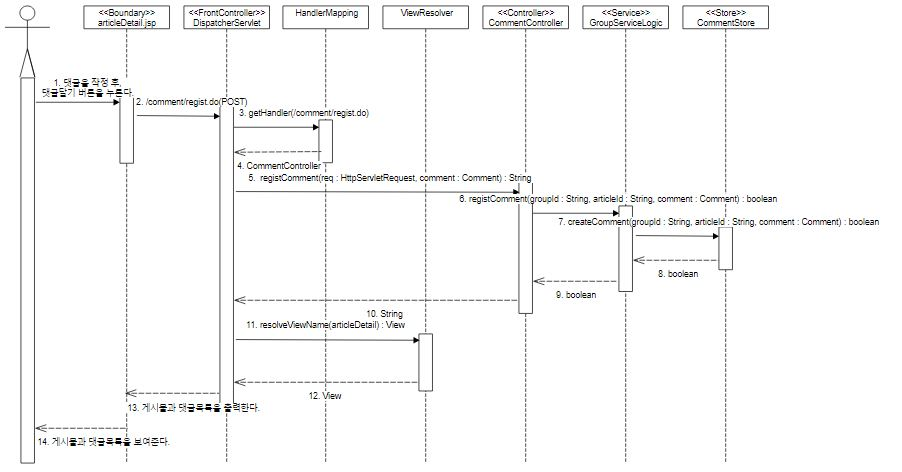 <<Boundary>>
articleDetail.jsp
<<FrontController>>
DispatcherServlet
HandlerMapping
ViewResolver
<<Controller>>
CommentController
<<Service>>
GroupServiceLogic
<<Store>>
CommentStore
1. 댓글을 작정 후,
댓글달기 버튼을 누른다.
2. /comment/regist.do(POST)
3. getHandler(/comment/regist.do)
4. CommentController
5. registComment(req : HttpServletRequest, comment : Comment) : String
6. registComment(groupId : String, articleId : String, comment : Comment) : boolean
7. createComment(groupId : String, articleId : String, comment : Comment) : boolean
8. boolean
9. boolean
10. String
11. resolveViewName(articleDetail) : View
12. View
13. 게시물과 댓글목록을 출력한다.
14. 게시물과 댓글목록을 보여준다.